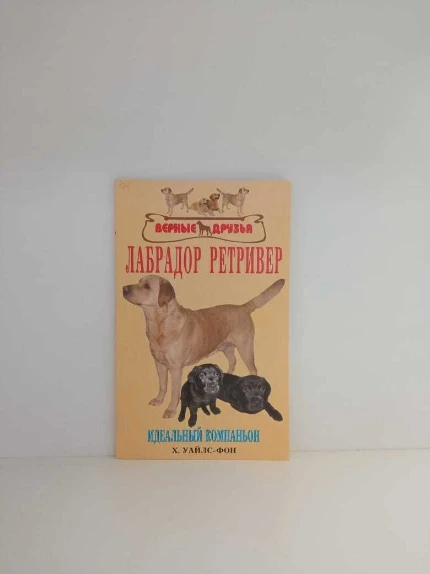 ВЕРНЫЕ ДРУЗЬЯ
ЛАБРАДОР РЕТРИВЕР
ИДЕАЛЬНЫЙ КОМПАНЬОН
Х. УАЙЛС-ФОН